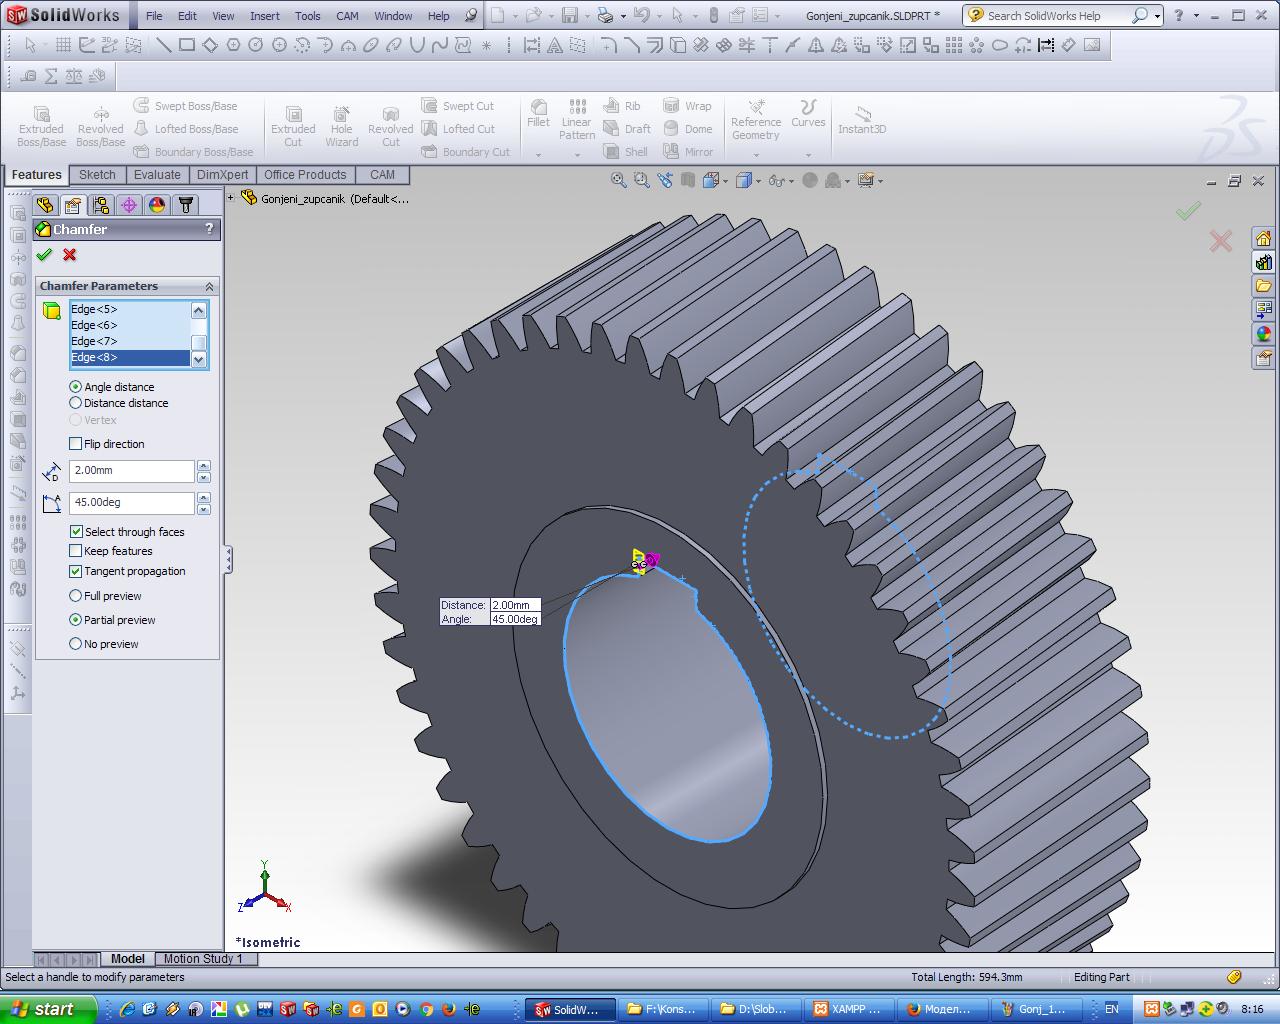 SolidWorks
File Edit View Insert Tools CAM Window Help
Gonjeni_zupcanik.SLDPRT *
Search SolidWorks Help
Extruded Boss/Base
Revolved Boss/Base
Swept Boss/Base
Lofted Boss/Base
Boundary Boss/Base
Extruded Cut
Hole Wizard
Revolved Cut
Swept Cut
Lofted Cut
Boundary Cut
Fillet
Linear Pattern
Rib
Draft
Shell
Wrap
Dome
Mirror
Reference Geometry
Curves
Instant3D
Features Sketch Evaluate DimXpert Office Products CAM
Gonjeni_zupcanik (Default<...
Chamfer ?
Chamfer Parameters
Edge<5>
Edge<6>
Edge<7>
Edge<8>
Angle distance
Distance distance
Vertex
Flip direction
2.00mm
45.00deg
Select through faces
Keep features
Tangent propagation
Full preview
Partial preview
No preview
Distance: 2.00mm
Angle: 45.00deg
Y
Z X
*Isometric
Model Motion Study 1
Select a handle to modify parameters Total Length: 594.3mm Editing Part
start SolidW... F:\Kons... D:\Slob... XAMPP ... Модел... Gonj_1... EN 8:16